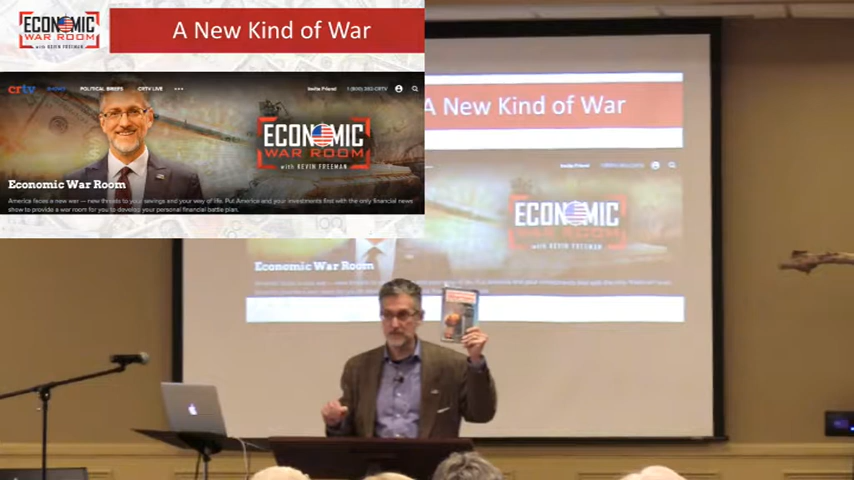 ECONOMIC
WAR ROOM
with KEVIN FREEMAN
A New Kind of War
crtv
SHOWS
POLITICAL BRIEFS
CRTV LIVE
Invite Friend
ECONOMIC
WAR ROOM
with KEVIN FREEMAN
Economic War Room
America faces a new war — new threats to your savings and your way of life. Put America and your investments first with the only financial news
show to provide a war room for you to develop your personal financial battle plan.
A New Kind of War
Invite Friend
ECONOMIC
WAR ROOM
with KEVIN FREEMAN
Economic War Room